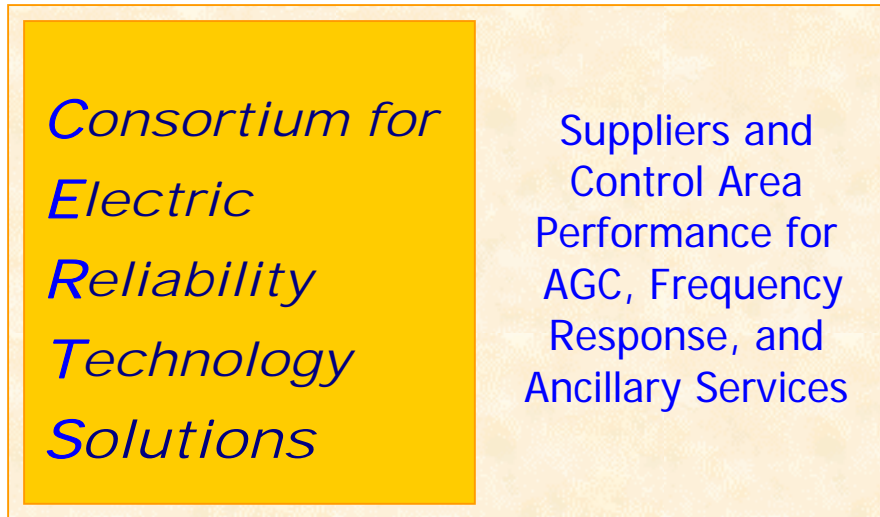 Consortium for
Electric
Reliability
Technology
Solutions
Suppliers and
Control Area
Performance for
AGC, Frequency
Response, and
Ancillary Services